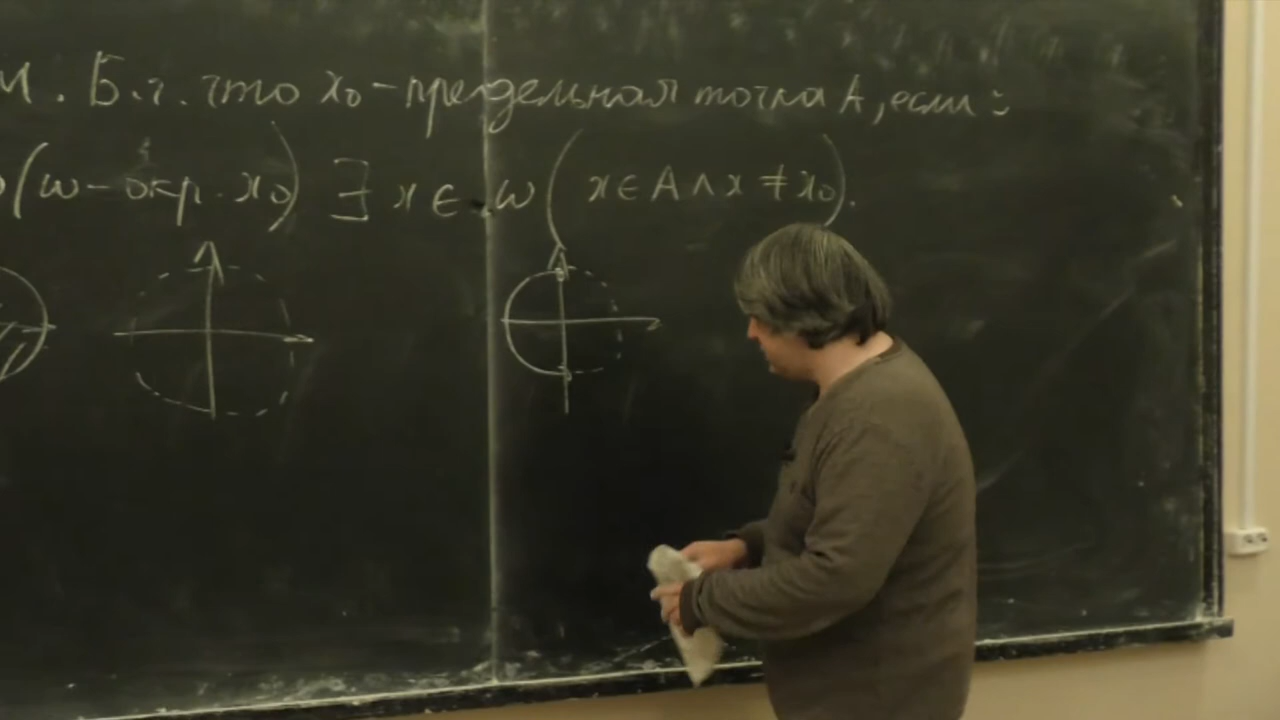 м. Б.г. что x₀ - предельная точка A, если :
(ω - окр. x₀) ∃ x ∈ ω ( x ∈ A ∧ x ≠ x₀ ).